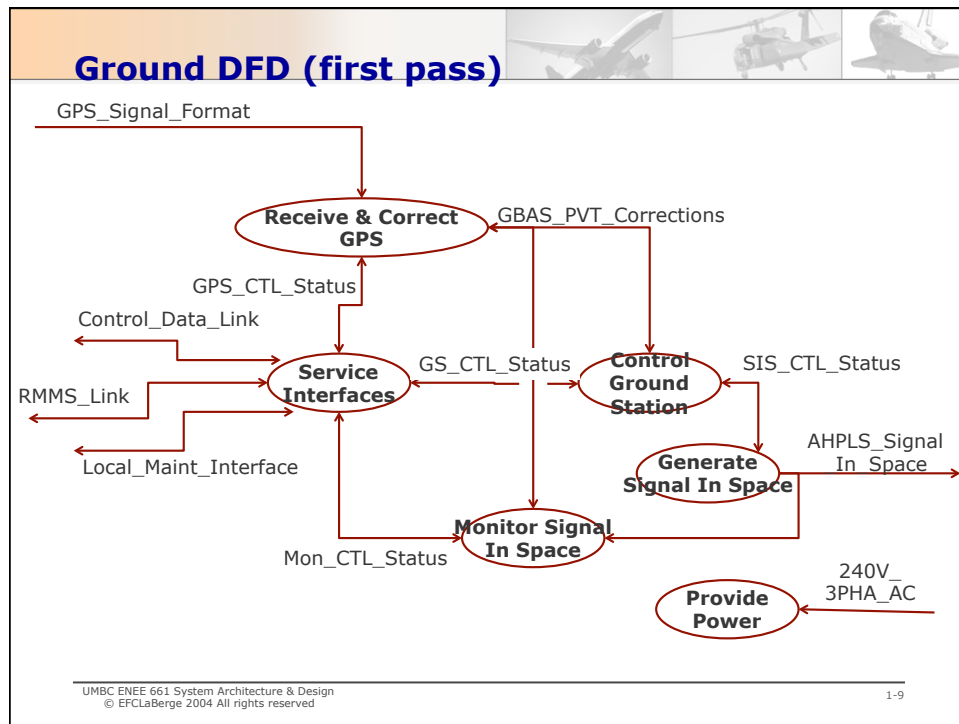 Ground DFD (first pass)
GPS_Signal_Format
Receive & Correct
GPS
GBAS_PVT_Corrections
GPS_CTL_Status
Control_Data_Link
Service
Interfaces
GS_CTL_Status
Control
Ground
Station
SIS_CTL_Status
RMMS_Link
Local_Maint_Interface
Generate
Signal In Space
AHPLS_Signal
In_Space
Monitor Signal
In Space
Mon_CTL_Status
240V_
3PHA_AC
Provide
Power
UMBC ENEE 661 System Architecture & Design
© EFCLaBerge 2004 All rights reserved
1-9